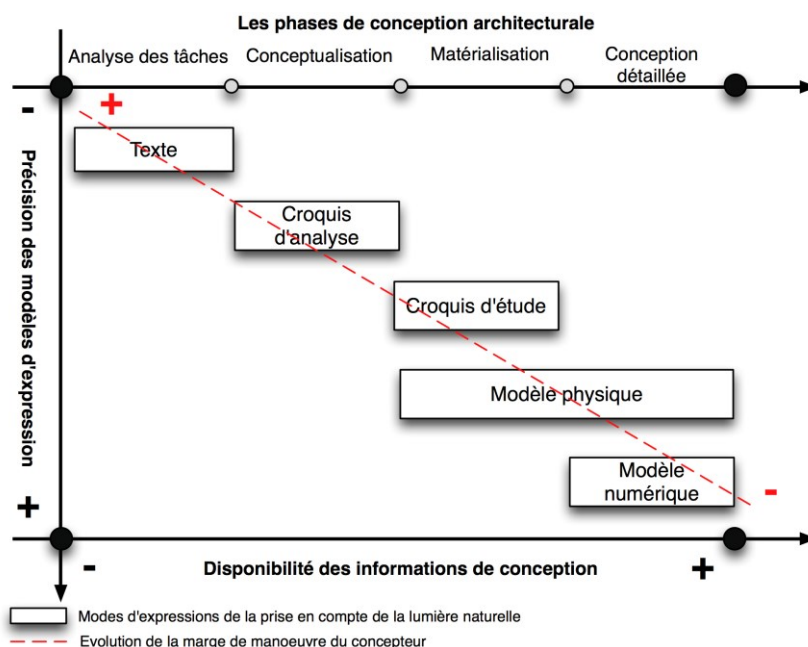 Les phases de conception architecturale
Analyse des tâches
Conceptualisation
Matérialisation
Conception
détaillée
-
+
Texte
Croquis
d'analyse
Croquis d'étude
Modèle physique
Modèle
numérique
-
Précision des modèles d'expression
+
-
Disponibilité des informations de conception
+
Modes d'expressions de la prise en compte de la lumière naturelle
Evolution de la marge de manoeuvre du concepteur